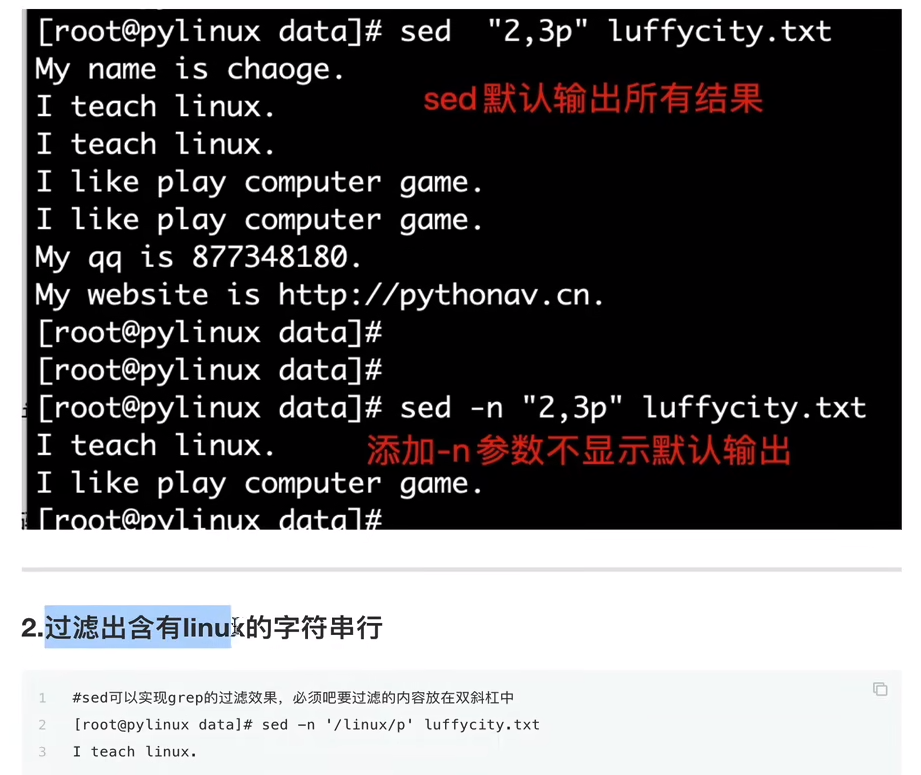 [root@pylinux data]# sed  "2,3p" luffycity.txt
My name is chaoge.
sed默认输出所有结果
I teach linux.
I teach linux.
I like play computer game.
I like play computer game.
My qq is 877348180.
My website is http://pythonav.cn.
[root@pylinux data]#
[root@pylinux data]#
[root@pylinux data]# sed -n "2,3p" luffycity.txt
I teach linux.
添加-n参数不显示默认输出
I like play computer game.
[root@pylinux data]#
2.过滤出含有linux的字符串行
1 #sed可以实现grep的过滤效果，必须吧要过滤的内容放在双斜杠中
2 [root@pylinux data]# sed -n '/linux/p' luffycity.txt
3 I teach linux.